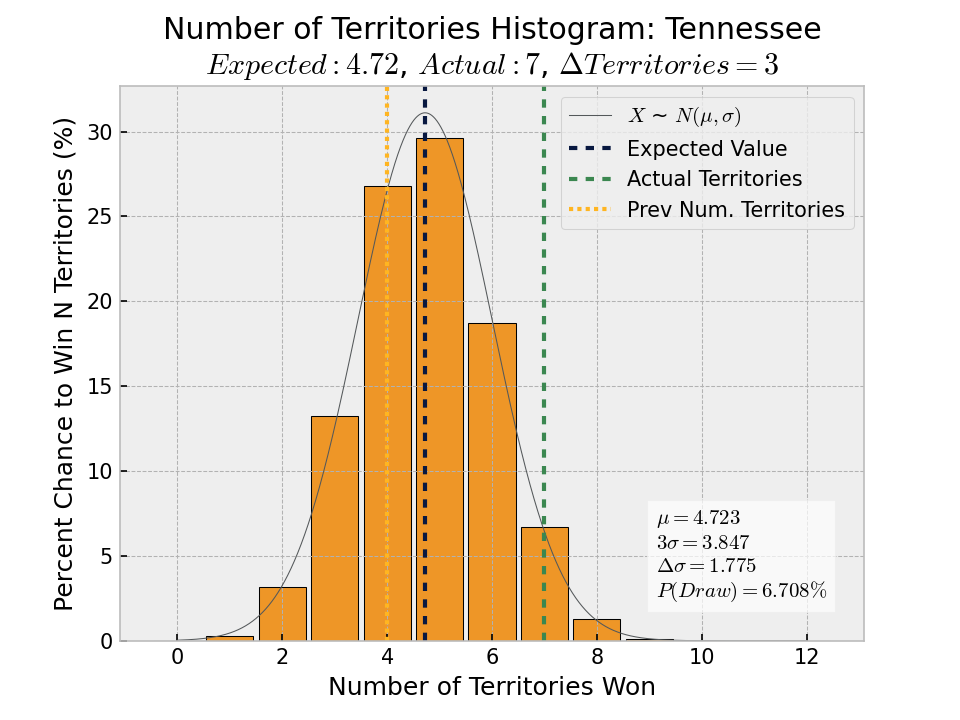 Number of Territories Histogram: Tennessee
Expected : 4.72, Actual : 7, ΔTerritories = 3
Percent Chance to Win N Territories (%)
30
25
20
15
10
5
0
X ∼ N(μ, σ)
Expected Value
Actual Territories
Prev Num. Territories
μ = 4.723
3σ = 3.847
Δσ = 1.775
P(Draw) = 6.708%
0 2 4 6 8 10 12
Number of Territories Won